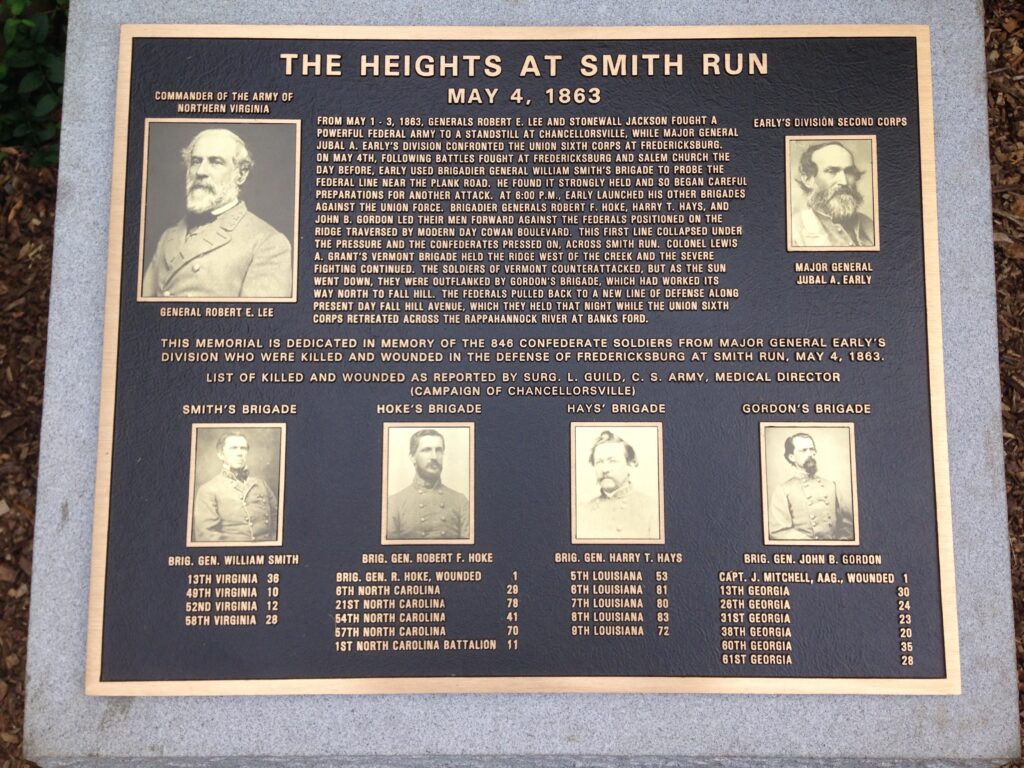 THE HEIGHTS AT SMITH RUN
MAY 4, 1863
COMMANDER OF THE ARMY OF
NORTHERN VIRGINIA
GENERAL ROBERT E. LEE
FROM MAY 1 - 3, 1863, GENERALS ROBERT E. LEE AND STONEWALL JACKSON FOUGHT A
POWERFUL FEDERAL ARMY TO A STANDSTILL AT CHANCELLORSVILLE, WHILE MAJOR GENERAL
JUBAL A. EARLY'S DIVISION CONFRONTED THE UNION SIXTH CORPS AT FREDERICKSBURG.
ON MAY 4TH, FOLLOWING BATTLES FOUGHT AT FREDERICKSBURG AND SALEM CHURCH THE
DAY BEFORE, EARLY USED BRIGADIER GENERAL WILLIAM SMITH'S BRIGADE TO PROBE THE
FEDERAL LINE NEAR THE PLANK ROAD. HE FOUND IT STRONGLY HELD AND SO BEGAN CAREFUL
PREPARATIONS FOR ANOTHER ATTACK. AT 6:00 P.M., EARLY LAUNCHED HIS OTHER BRIGADES
AGAINST THE UNION FORCE. BRIGADIER GENERALS ROBERT F. HOKE, HARRY T. HAYS, AND
JOHN B. GORDON LED THEIR MEN FORWARD AGAINST THE FEDERALS POSITIONED ON THE
RIDGE TRAVERSED BY MODERN DAY COWAN BOULEVARD. THIS FIRST LINE COLLAPSED UNDER
THE PRESSURE AND THE CONFEDERATES PRESSED ON, ACROSS SMITH RUN. COLONEL LEWIS
A. GRANT'S VERMONT BRIGADE HELD THE RIDGE WEST OF THE CREEK AND THE SEVERE
FIGHTING CONTINUED. THE SOLDIERS OF VERMONT COUNTERATTACKED, BUT AS THE SUN
WENT DOWN, THEY WERE OUTFLANKED BY GORDON'S BRIGADE, WHICH HAD WORKED ITS
WAY NORTH TO FALL HILL. THE FEDERALS PULLED BACK TO A NEW LINE OF DEFENSE ALONG
PRESENT DAY FALL HILL AVENUE, WHICH THEY HELD THAT NIGHT WHILE THE UNION SIXTH
CORPS RETREATED ACROSS THE RAPPAHANNOCK RIVER AT BANKS FORD.
EARLY'S DIVISION SECOND CORPS
MAJOR GENERAL
JUBAL A. EARLY
THIS MEMORIAL IS DEDICATED IN MEMORY OF THE 846 CONFEDERATE SOLDIERS FROM MAJOR GENERAL EARLY'S
DIVISION WHO WERE KILLED AND WOUNDED IN THE DEFENSE OF FREDERICKSBURG AT SMITH RUN, MAY 4, 1863.
LIST OF KILLED AND WOUNDED AS REPORTED BY SURG. L. GUILD, C. S. ARMY, MEDICAL DIRECTOR
(CAMPAIGN OF CHANCELLORSVILLE)
SMITH'S BRIGADE
BRIG. GEN. WILLIAM SMITH
13TH VIRGINIA 36
49TH VIRGINIA 10
52ND VIRGINIA 12
58TH VIRGINIA 28
HOKE'S BRIGADE
BRIG. GEN. ROBERT F. HOKE
BRIG. GEN. R. HOKE, WOUNDED 1
6TH NORTH CAROLINA 29
21ST NORTH CAROLINA 78
54TH NORTH CAROLINA 41
57TH NORTH CAROLINA 70
1ST NORTH CAROLINA BATTALION 11
HAYS' BRIGADE
BRIG. GEN. HARRY T. HAYS
5TH LOUISIANA 53
6TH LOUISIANA 81
7TH LOUISIANA 80
8TH LOUISIANA 83
9TH LOUISIANA 72
GORDON'S BRIGADE
BRIG. GEN. JOHN B. GORDON
CAPT. J. MITCHELL, AAG., WOUNDED 1
13TH GEORGIA 30
26TH GEORGIA 24
31ST GEORGIA 23
38TH GEORGIA 20
60TH GEORGIA 35
61ST GEORGIA 28